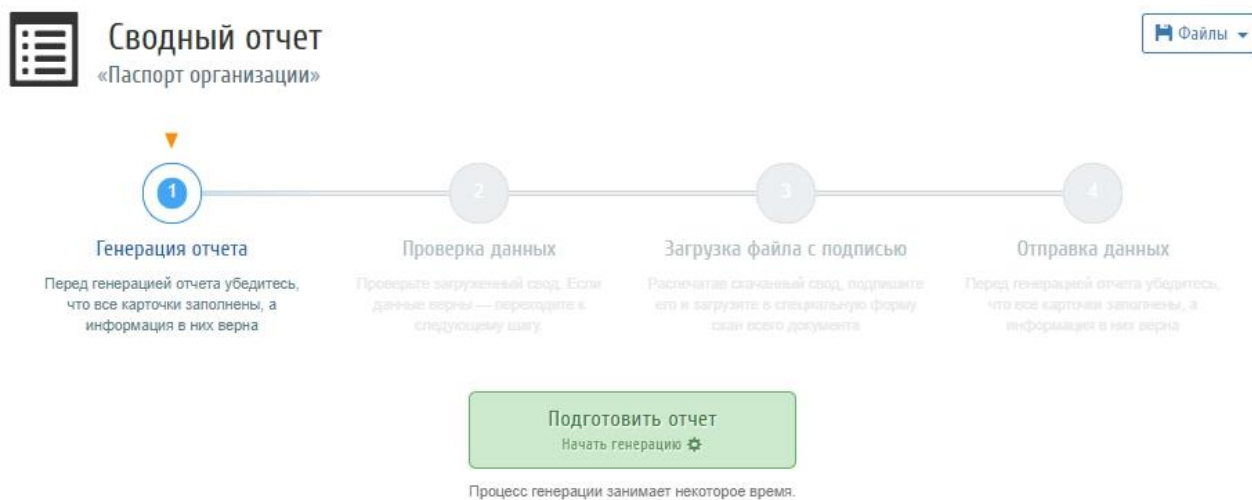 Сводный отчет
«Паспорт организации»
Файлы
1
2
3
4
Генерация отчета
Перед генерацией отчета убедитесь,
что все карточки заполнены, а
информация в них верна
Проверка данных
Проверьте загруженный свод. Если
данные верны — переходите к
следующему шагу.
Загрузка файла с подписью
Распечатав скачанный свод, подпишите
его и загрузите в специальную форму
скан всего документа
Отправка данных
Перед генерацией отчета убедитесь,
что все карточки заполнены, а
информация в них верна
Подготовить отчет
Начать генерацию
Процесс генерации занимает некоторое время.